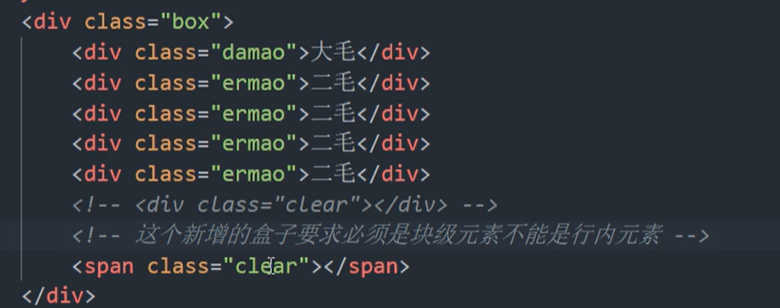 <div class="box">
<div class="damao">大毛</div>
<div class="ermao">二毛</div>
<div class="ermao">二毛</div>
<div class="ermao">二毛</div>
<div class="ermao">二毛</div>
<!-- <div class="clear"></div> -->
<!-- 这个新增的盒子要求必须是块级元素不能是行内元素 -->
<span class="clear"></span>
</div>